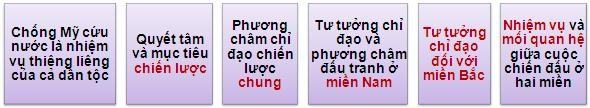 Chống Mỹ cứu
nước là nhiệm
vụ thiêng liêng
của cả dân tộc
Quyết tâm
và mục tiêu
chiến lược
Phương
châm chỉ
đạo chiến
lược
chung
Tư tưởng chỉ
đạo và
phương châm
đấu tranh ở
miền Nam
Tư tưởng
chỉ đạo
đối với
miền Bắc
Nhiệm vụ và
mối quan hệ
giữa cuộc
chiến đấu ở
hai miền